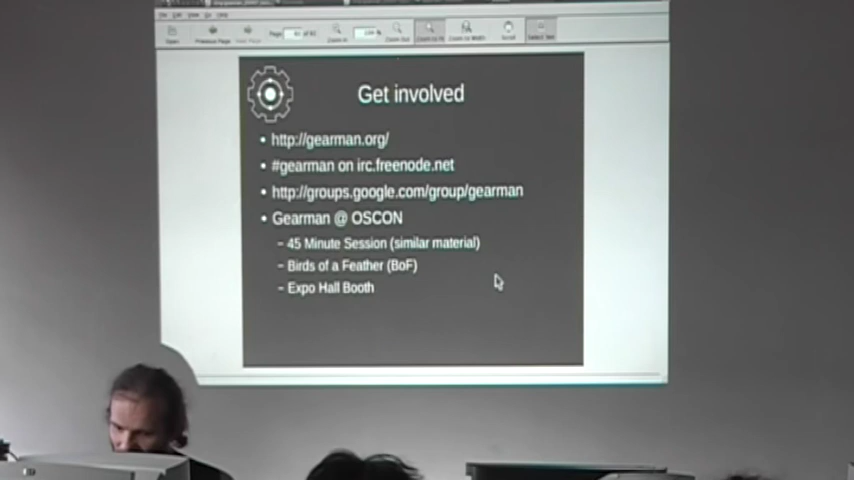 Get involved
• http://gearman.org/
• #gearman on irc.freenode.net
• http://groups.google.com/group/gearman
• Gearman @ OSCON
– 45 Minute Session (similar material)
– Birds of a Feather (BoF)
– Expo Hall Booth